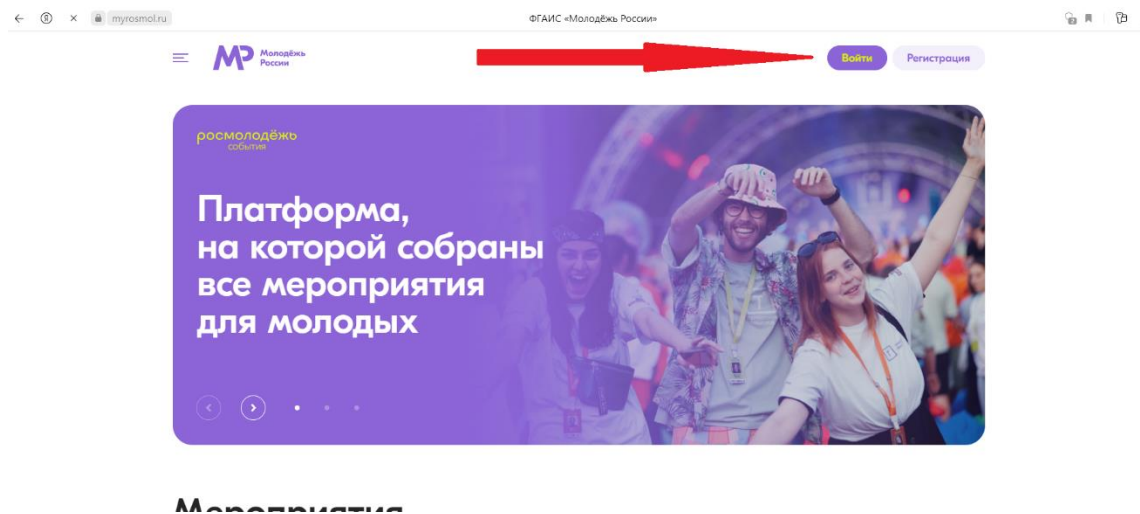 myrosmol.ru
ФГАИС «Молодёжь России»
МР Молодёжь
России
Войти
Регистрация
росмолодёжь
события
Платформа,
на которой собраны
все мероприятия
для молодых
Мероприятия